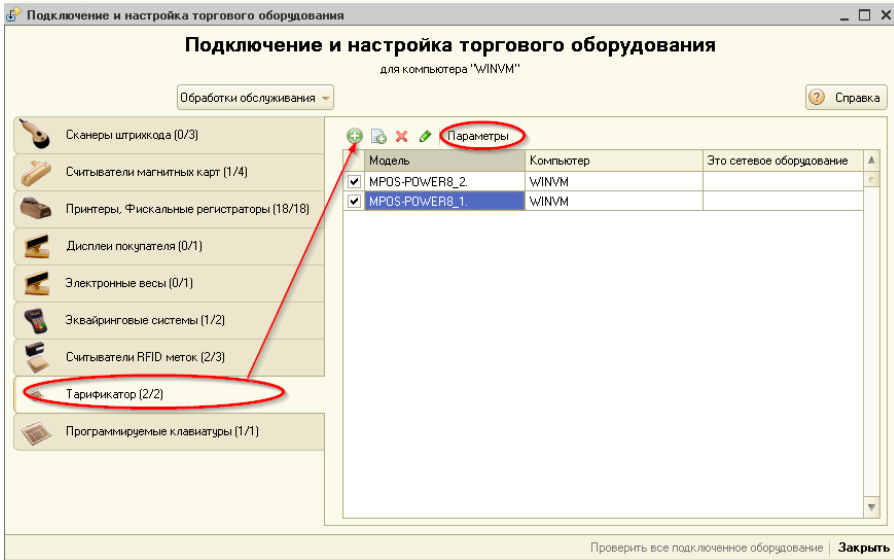 Подключение и настройка торгового оборудования
Подключение и настройка торгового оборудования
для компьютера "WINVM"
Обработки обслуживания
Справка
Сканеры штрихкода (0/3)
Считыватели магнитных карт (1/4)
Принтеры, Фискальные регистраторы (18/18)
Дисплеи покупателя (0/1)
Электронные весы (0/1)
Эквайринговые системы (1/2)
Считыватели RFID меток (2/3)
Тарификатор (2/2)
Программируемые клавиатуры (1/1)
Параметры
Модель Компьютер Это сетевое оборудование
MPOS-POWER8_2. WINVM
MPOS-POWER8_1. WINVM
Проверить все подключенное оборудование Закрыть